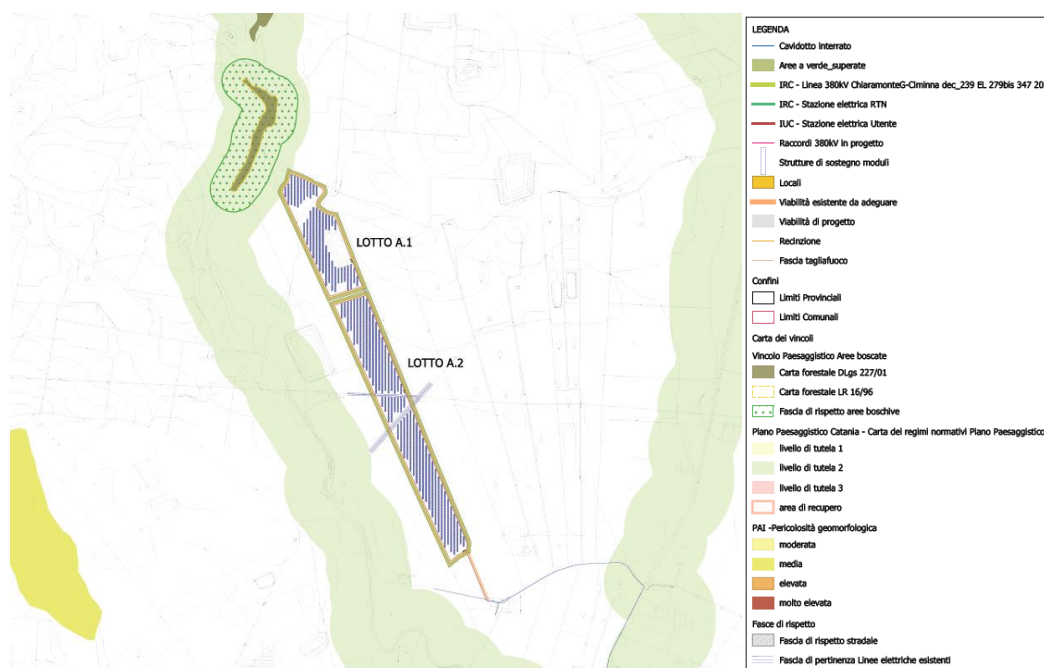 LOTTO A.1
LOTTO A.2
LEGENDA
Cavidotto interrato
Aree a verde_superate
IRC - Linea 380kV ChiaramonteG-Ciminna dec_239 EL 279bis 347 20
IRC - Stazione elettrica RTN
IUC - Stazione elettrica Utente
Raccordi 380kV in progetto
Strutture di sostegno moduli
Locali
Viabilità esistente da adeguare
Viabilità di progetto
Recinzione
Fascia tagliafuoco
Confini
Limiti Provinciali
Limiti Comunali
Carta dei vincoli
Vincolo Paesaggistico Aree boscate
Carta forestale DLgs 227/01
Carta forestale LR 16/96
Fascia di rispetto aree boschive
Piano Paesaggistico Catania - Carta dei regimi normativi Piano Paesaggistico
livello di tutela 1
livello di tutela 2
livello di tutela 3
area di recupero
PAI -Pericolosità geomorfologica
moderata
media
elevata
molto elevata
Fasce di rispetto
Fascia di rispetto stradale
Fascia di pertinenza Linee elettriche esistenti